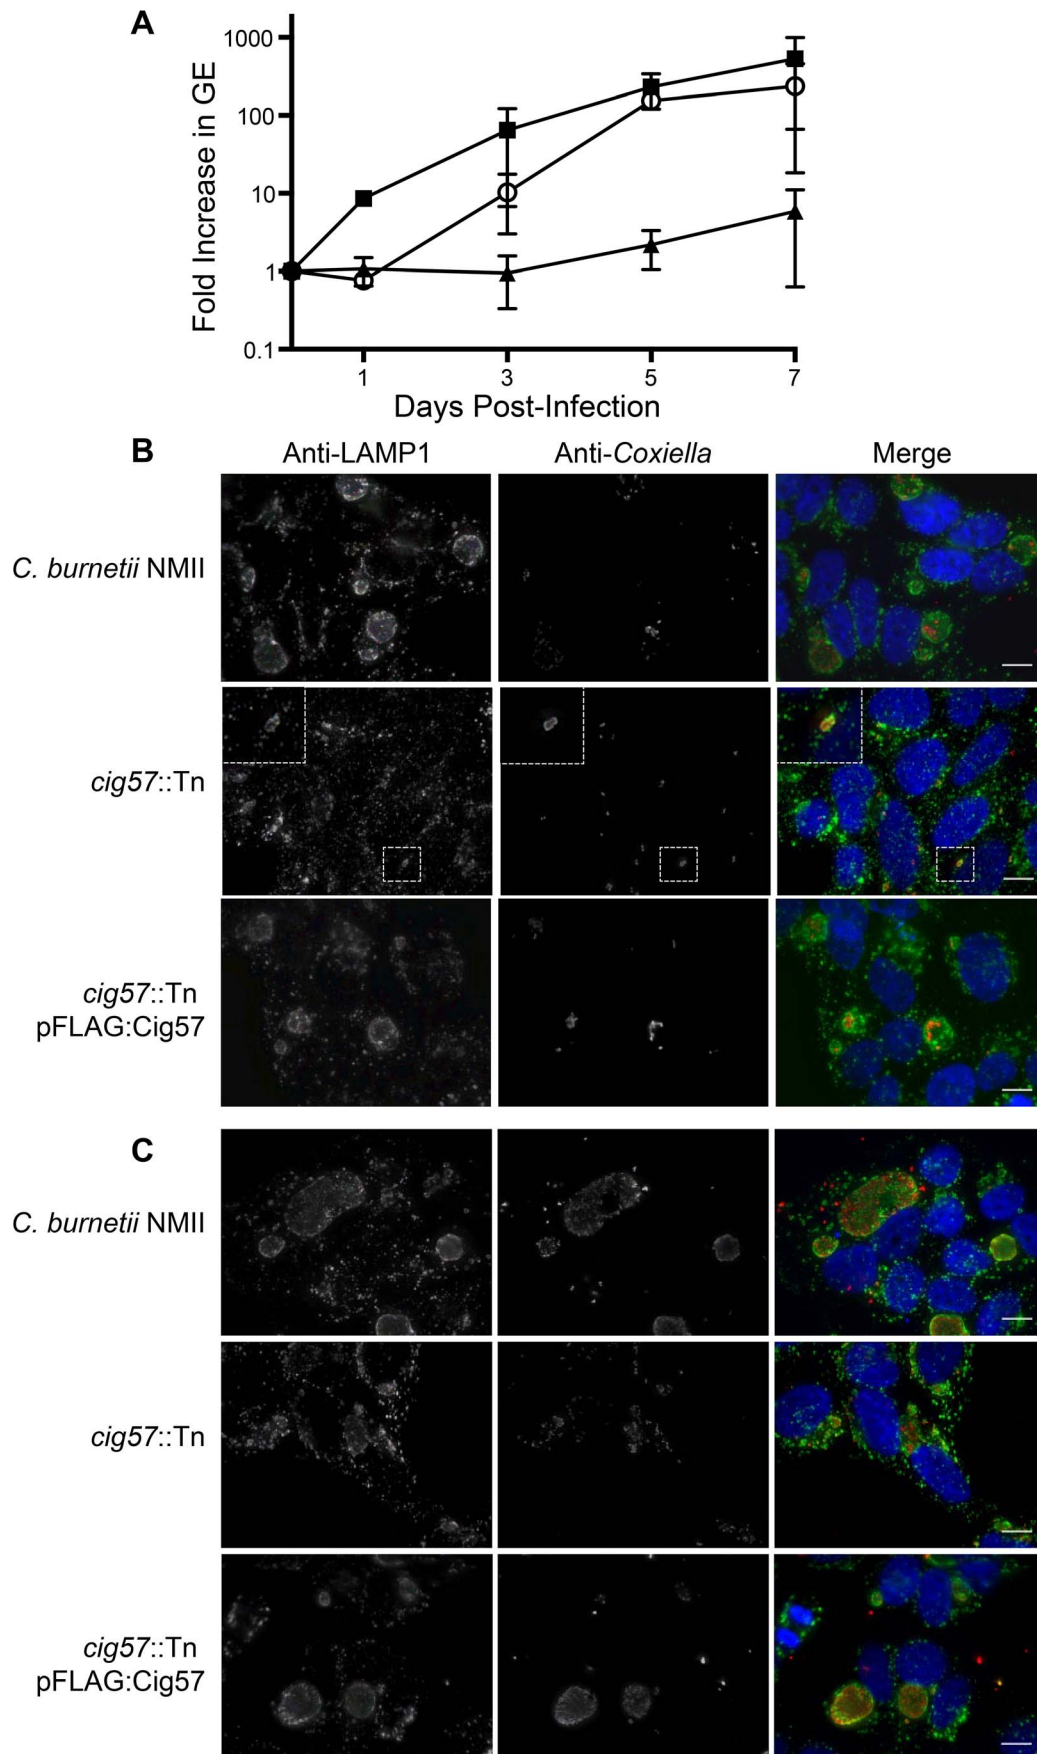 A
Fold Increase in GE
1000
100
10
1
0.1
1 3 5 7
Days Post-Infection
B
Anti-LAMP1 Anti-Coxiella Merge
C. burnetii NMII
cig57::Tn
cig57::Tn
pFLAG:Cig57
C
C. burnetii NMII
cig57::Tn
cig57::Tn
pFLAG:Cig57